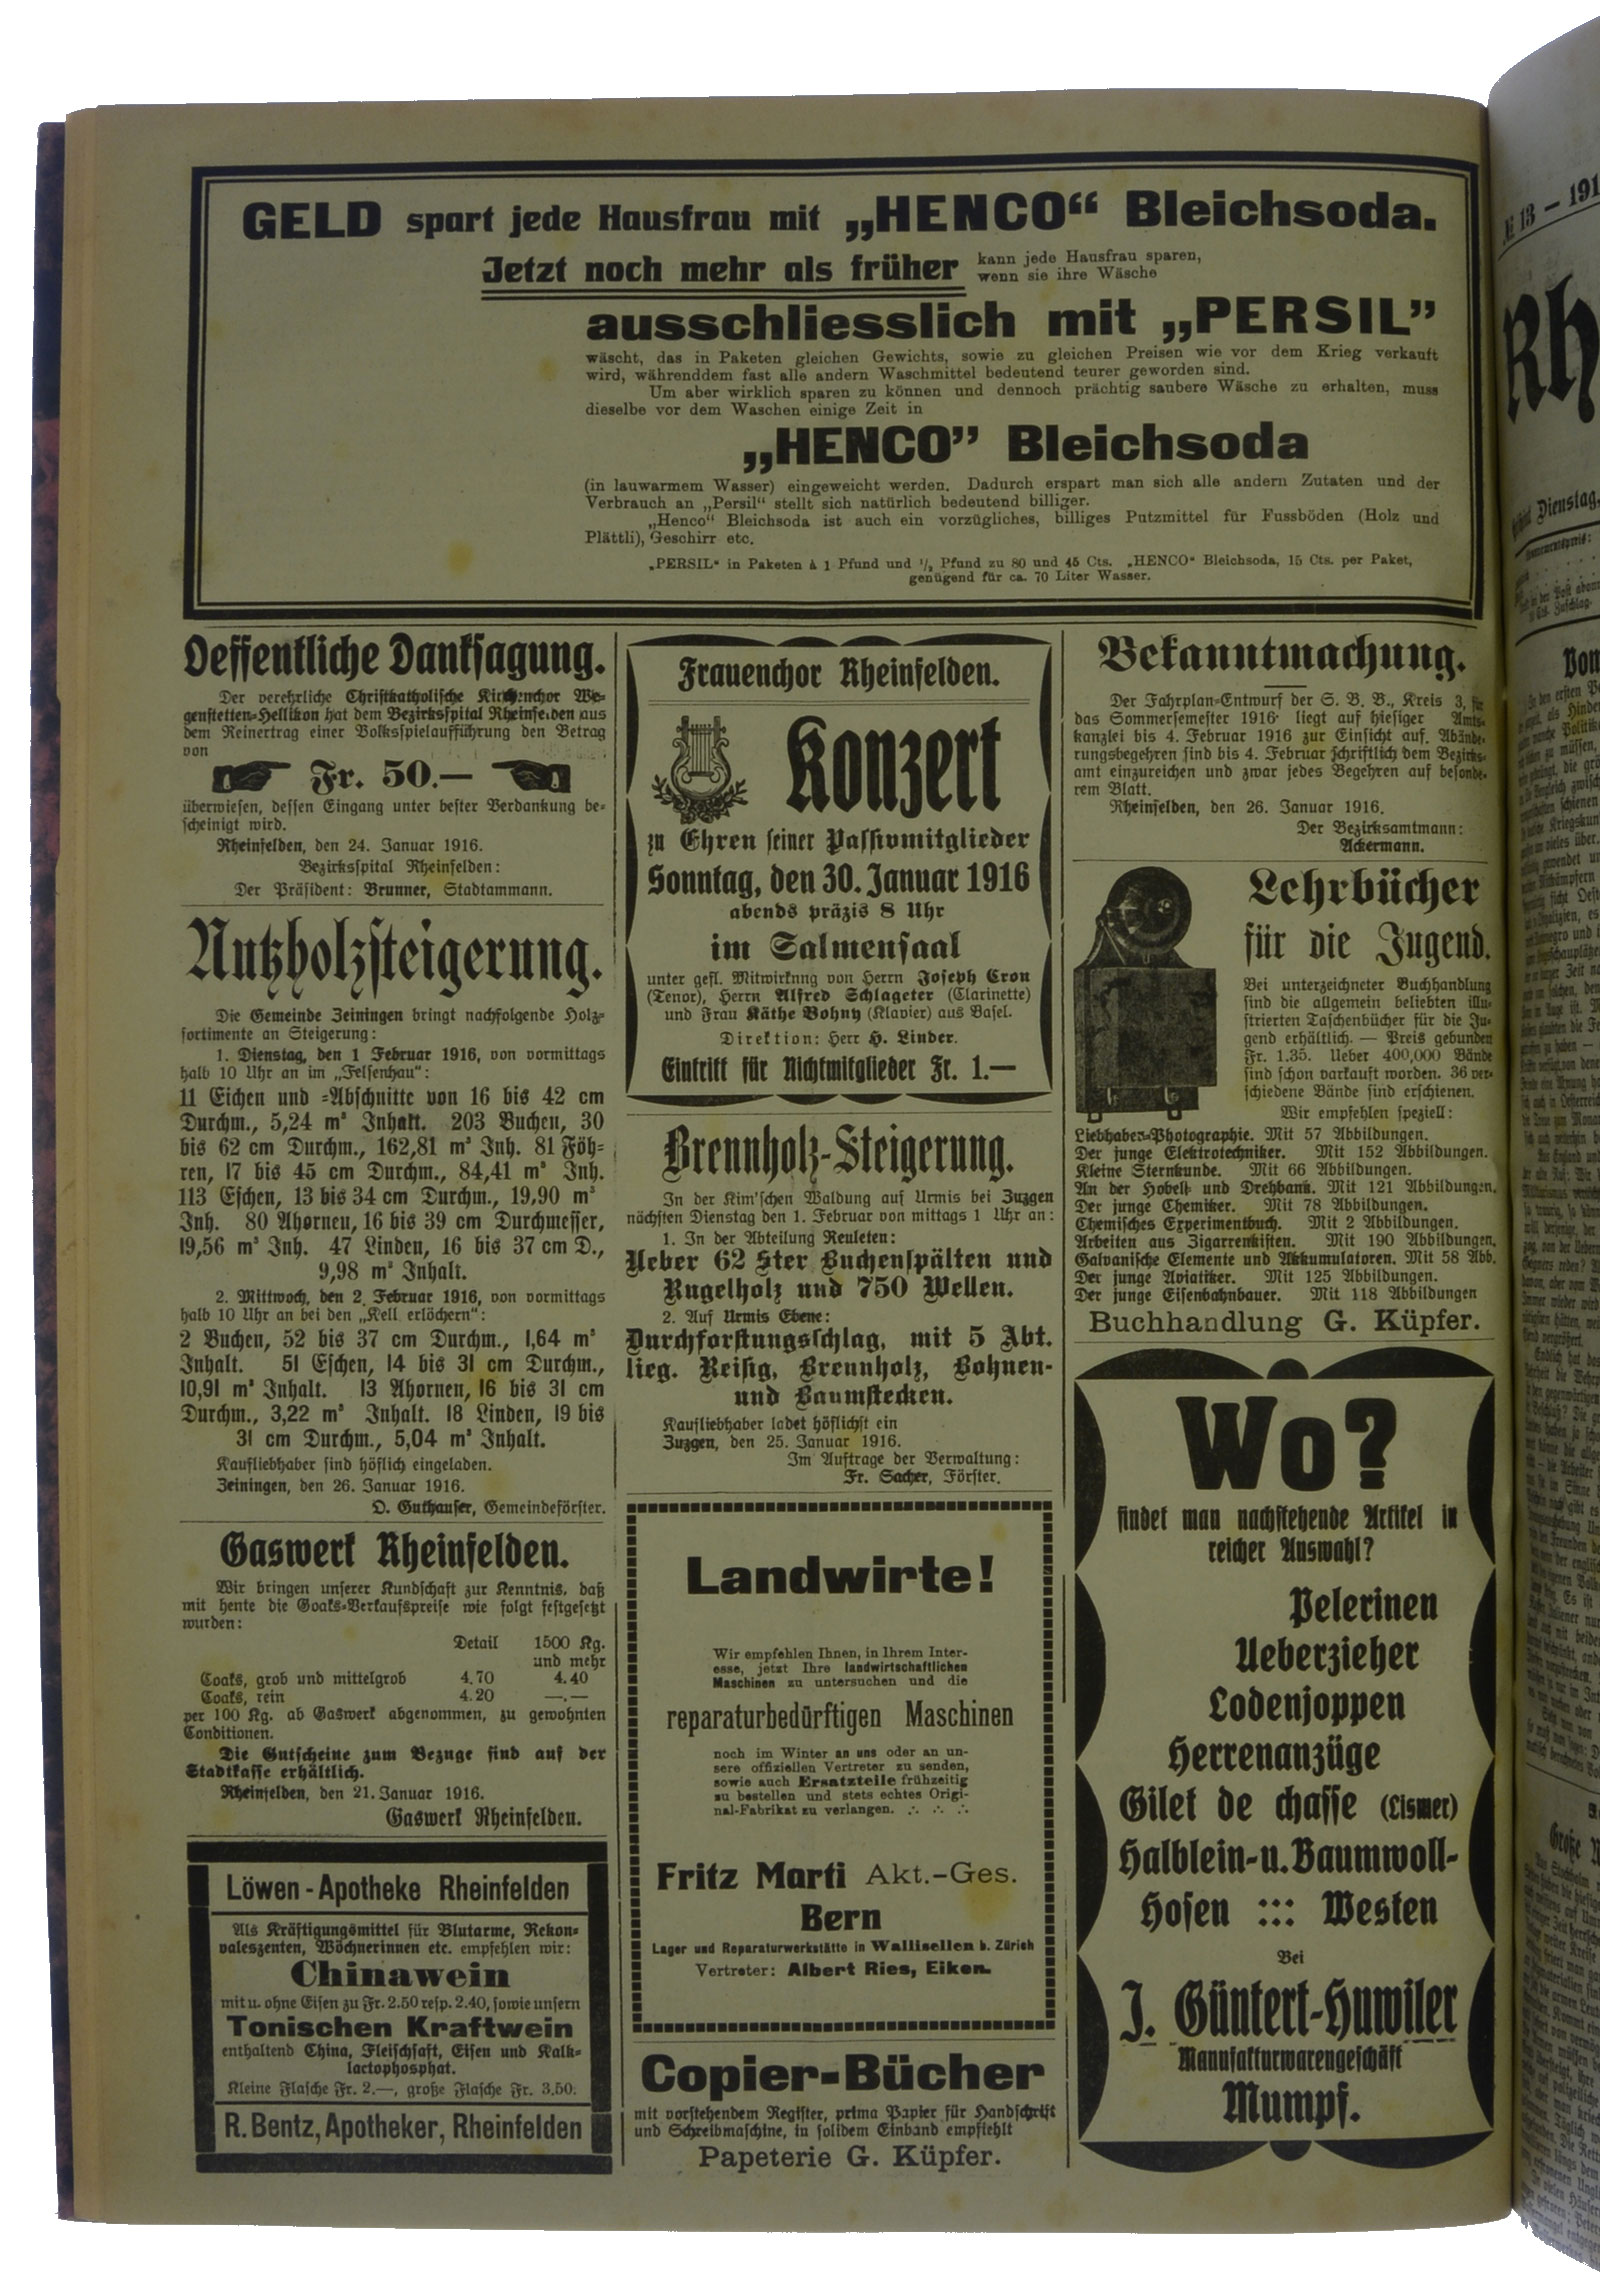 GELD spart jede Hausfrau mit „HENCO“ Bleichsoda.
Jetzt noch mehr als früher kann jede Hausfrau sparen,
wenn sie ihre Wäsche
ausschliesslich mit „PERSIL”
wäscht, das in Paketen gleichen Gewichts, sowie zu gleichen Preisen wie vor dem Krieg verkauft
wird, währenddem fast alle andern Waschmittel bedeutend teurer geworden sind.
Um aber wirklich sparen zu können und dennoch prächtig saubere Wäsche zu erhalten, muss
dieselbe vor dem Waschen einige Zeit in
„HENCO” Bleichsoda
(in lauwarmem Wasser) eingeweicht werden. Dadurch erspart man sich alle andern Zutaten und der
Verbrauch an „Persil“ stellt sich natürlich bedeutend billiger.
„Henco“ Bleichsoda ist auch ein vorzügliches, billiges Putzmittel für Fussböden (Holz und
Plättli), Geschirr etc.
„PERSIL“ in Paketen à 1 Pfund und ½ Pfund zu 80 und 45 Cts. „HENCO“ Bleichsoda, 15 Cts. per Paket,
genügend für ca. 70 Liter Wasser.
Oeffentliche Danksagung.
Der verehrliche Christkatholische Kirchenchor We-
genstetten-Hellikon hat dem Bezirksspital Rheinfelden aus
dem Reinertrag einer Volksspielaufführung den Betrag
von
Fr. 50.—
überwiesen, dessen Eingang unter bester Verdankung be-
scheinigt wird.
Rheinfelden, den 24. Januar 1916.
Bezirksspital Rheinfelden:
Der Präsident: Brunner, Stadtammann.
Nutzholzsteigerung.
Die Gemeinde Zeiningen bringt nachfolgende Holz-
sortimente an Steigerung:
1. Dienstag, den 1 Februar 1916, von vormittags
halb 10 Uhr an im „Felsenhau“:
11 Eichen und =Abschnitte von 16 bis 42 cm
Durchm., 5,24 m³ Inhalt. 203 Buchen, 30
bis 62 cm Durchm., 162,81 m³ Inh. 81 Föh-
ren, 17 bis 45 cm Durchm., 84,41 m³ Inh.
113 Eschen, 13 bis 34 cm Durchm., 19,90 m³
Inh. 80 Ahornen, 16 bis 39 cm Durchmesser,
19,56 m³ Inh. 47 Linden, 16 bis 37 cm D.,
9,98 m³ Inhalt.
2. Mittwoch, den 2. Februar 1916, von vormittags
halb 10 Uhr an bei den „Kell erlöchern“:
2 Buchen, 52 bis 37 cm Durchm., 1,64 m³
Inhalt. 51 Eschen, 14 bis 31 cm Durchm.,
10,91 m³ Inhalt. 13 Ahornen, 16 bis 31 cm
Durchm., 3,22 m³ Inhalt. 18 Linden, 19 bis
31 cm Durchm., 5,04 m³ Inhalt.
Kaufliebhaber sind höflich eingeladen.
Zeiningen, den 26. Januar 1916.
O. Guthauser, Gemeindeförster.
Gaswerk Rheinfelden.
Wir bringen unserer Kundschaft zur Kenntnis, daß
mit heute die Coaks-Verkaufspreise wie folgt festgesetzt
wurden:
Detail 1500 Kg.
und mehr
Coaks, grob und mittelgrob 4.70 4.40
Coaks, rein 4.20 —.—
per 100 Kg. ab Gaswerk abgenommen, zu gewohnten
Conditionen.
Die Gutscheine zum Bezuge sind auf der
Stadtkasse erhältlich.
Rheinfelden, den 21. Januar 1916.
Gaswerk Rheinfelden.
Löwen-Apotheke Rheinfelden
Als Kräftigungsmittel für Blutarme, Rekon-
valeszenten, Wöchnerinnen etc. empfehlen wir:
Chinawein
mit u. ohne Eisen zu Fr. 2.50 resp. 2.40, sowie unsern
Tonischen Kraftwein
enthaltend China, Fleischsaft, Eisen und Kalk-
lactophosphat.
Kleine Flasche Fr. 2.—, große Flasche Fr. 3.50.
R. Bentz, Apotheker, Rheinfelden
Frauenchor Rheinfelden.
Konzert
zu Ehren seiner Passivmitglieder
Sonntag, den 30. Januar 1916
abends präzis 8 Uhr
im Salmensaal
unter gefl. Mitwirknng von Herrn Joseph Cron
(Tenor), Herrn Alfred Schlageter (Clarinette)
und Frau Käthe Bohny (Klavier) aus Basel.
Direktion: Herr H. Linder.
Eintritt für Nichtmitglieder Fr. 1.—
Brennholz-Steigerung.
In der Kim'schen Waldung auf Urmis bei Zuzgen
nächsten Dienstag den 1. Februar von mittags 1 Uhr an:
1. In der Abteilung Reuleten:
Ueber 62 Ster Buchenspälten und
Kugelholz und 750 Wellen.
2. Auf Urmis Ebene:
Durchforstungsschlag, mit 5 Abt.
lieg. Reisig, Brennholz, Bohnen-
und Baumstecken.
Kaufliebhaber ladet höflichst ein
Zuzgen, den 25. Januar 1916.
Im Auftrage der Verwaltung:
Fr. Sacher, Förster.
Landwirte!
Wir empfehlen Ihnen, in Ihrem Inter-
esse, jetzt Ihre landwirtschaftlichen
Maschinen zu untersuchen und die
reparaturbedürftigen Maschinen
noch im Winter an uns oder an un-
sere offiziellen Vertreter zu senden,
sowie auch Ersatzteile frühzeitig
zu bestellen und stets echtes Origi-
nal-Fabrikat zu verlangen. ∴ ∴ ∴
Fritz Marti Akt.-Ges.
Bern
Lager und Reparaturwerkstätte in Wallisellen b. Zürich
Vertreter: Albert Ries, Eiken.
Copier-Bücher
mit vorstehendem Register, prima Papier für Handschrift
und Schreibmaschine, in solidem Einband empfiehlt
Papeterie G. Küpfer.
Bekanntmachung.
Der Fahrplan-Entwurf der S. B. B., Kreis 3, für
das Sommersemester 1916 liegt auf hiesiger Amts-
kanzlei bis 4. Februar 1916 zur Einsicht auf. Abände-
rungsbegehren sind bis 4. Februar schriftlich dem Bezirks-
amt einzureichen und zwar jedes Begehren auf besonde-
rem Blatt.
Rheinfelden, den 26. Januar 1916.
Der Bezirksamtmann:
Ackermann.
Lehrbücher
für die Jugend.
Bei unterzeichneter Buchhandlung
sind die allgemein beliebten illu-
strierten Taschenbücher für die Ju-
gend erhältlich. — Preis gebunden
Fr. 1.35. Ueber 400,000 Bände
sind schon varkauft worden. 36 ver-
schiedene Bände sind erschienen.
Wir empfehlen speziell:
Liebhaber-Photographie. Mit 57 Abbildungen.
Der junge Elektrotechniker. Mit 152 Abbildungen.
Kleine Sternkunde. Mit 66 Abbildungen.
An der Hobel- und Drehbank. Mit 121 Abbildungen.
Der junge Chemiker. Mit 78 Abbildungen.
Chemisches Experimentbuch. Mit 2 Abbildungen.
Arbeiten aus Zigarrenkisten. Mit 190 Abbildungen.
Galvanische Elemente und Akkumulatoren. Mit 58 Abb.
Der junge Aviatiker. Mit 125 Abbildungen.
Der junge Eisenbahnbauer. Mit 118 Abbildungen
Buchhandlung G. Küpfer.
Wo?
findet man nachstehende Artikel in
reicher Auswahl?
Pelerinen
Ueberzieher
Lodenjoppen
Herrenanzüge
Gilet de chasse (Lismer)
Halblein- u. Baumwoll-
Hosen ::: Westen
Bei
J. Güntert-Huwiler
Manufakturwarengeschäft
Mumpf.
№ 13 — 191
Rh
Dienstag,